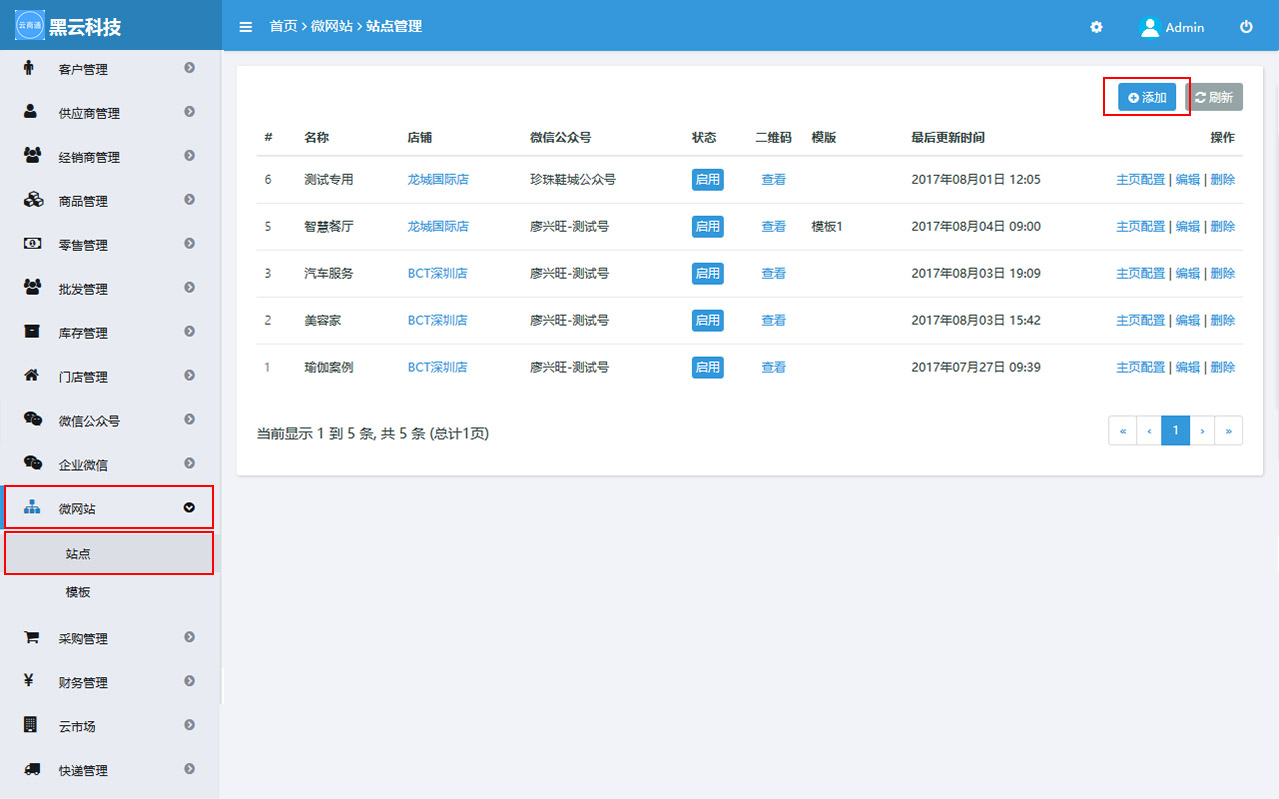 云商通 黑云科技
首页 > 微网站 > 站点管理
Admin
客户管理
供应商管理
经销商管理
商品管理
零售管理
批发管理
库存管理
门店管理
微信公众号
企业微信
微网站
站点
模板
采购管理
财务管理
云市场
快递管理
添加 刷新
# 名称 店铺 微信公众号 状态 二维码 模版 最后更新时间 操作
6 测试专用 龙城国际店 珍珠鞋城公众号 启用 查看 2017年08月01日 12:05 主页配置 | 编辑 | 删除
5 智慧餐厅 龙城国际店 廖兴旺-测试号 启用 查看 模板1 2017年08月04日 09:00 主页配置 | 编辑 | 删除
3 汽车服务 BCT深圳店 廖兴旺-测试号 启用 查看 2017年08月03日 19:09 主页配置 | 编辑 | 删除
2 美容家 BCT深圳店 廖兴旺-测试号 启用 查看 2017年08月03日 15:42 主页配置 | 编辑 | 删除
1 瑜伽案例 BCT深圳店 廖兴旺-测试号 启用 查看 2017年07月27日 09:39 主页配置 | 编辑 | 删除
当前显示 1 到 5 条, 共 5 条 (总计1页)
« ‹ 1 › »